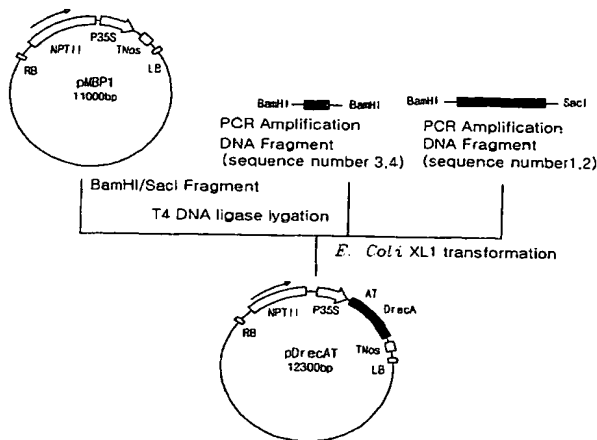 P35S
NPTII
TNos
RB
LB
pMBP1
11000bp
BamHI
BamHI
BamHI
SacI
PCR Amplification
DNA Fragment
(sequence number 3,4)
PCR Amplification
DNA Fragment
(sequence number1,2)
BamHI/SacI Fragment
T4 DNA ligase lygation
E. Coli XL1 transformation
AT
DrecA
P35S
NPTII
RB
TNos
LB
pDrecAT
12300bp